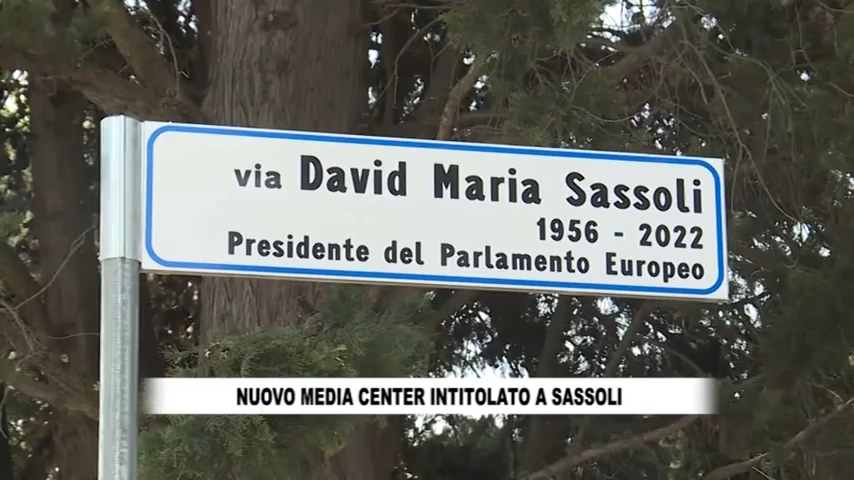 via David Maria Sassoli
1956 - 2022
Presidente del Parlamento Europeo
NUOVO MEDIA CENTER INTITOLATO A SASSOLI